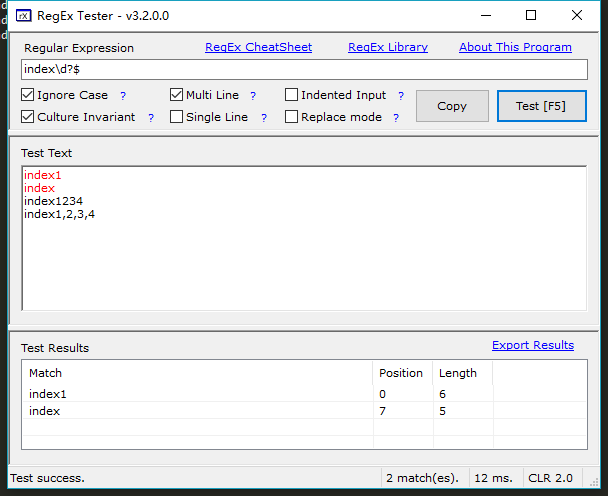 RegEx Tester - v3.2.0.0
Regular Expression RegEx CheatSheet RegEx Library About This Program
index\d?$
Ignore Case ? Multi Line ? Indented Input ?
Culture Invariant ? Single Line ? Replace mode ?
Copy Test [F5]
Test Text
index1
index
index1234
index1,2,3,4
Test Results Export Results
Match Position Length
index1 0 6
index 7 5
Test success. 2 match(es). 12 ms. CLR 2.0